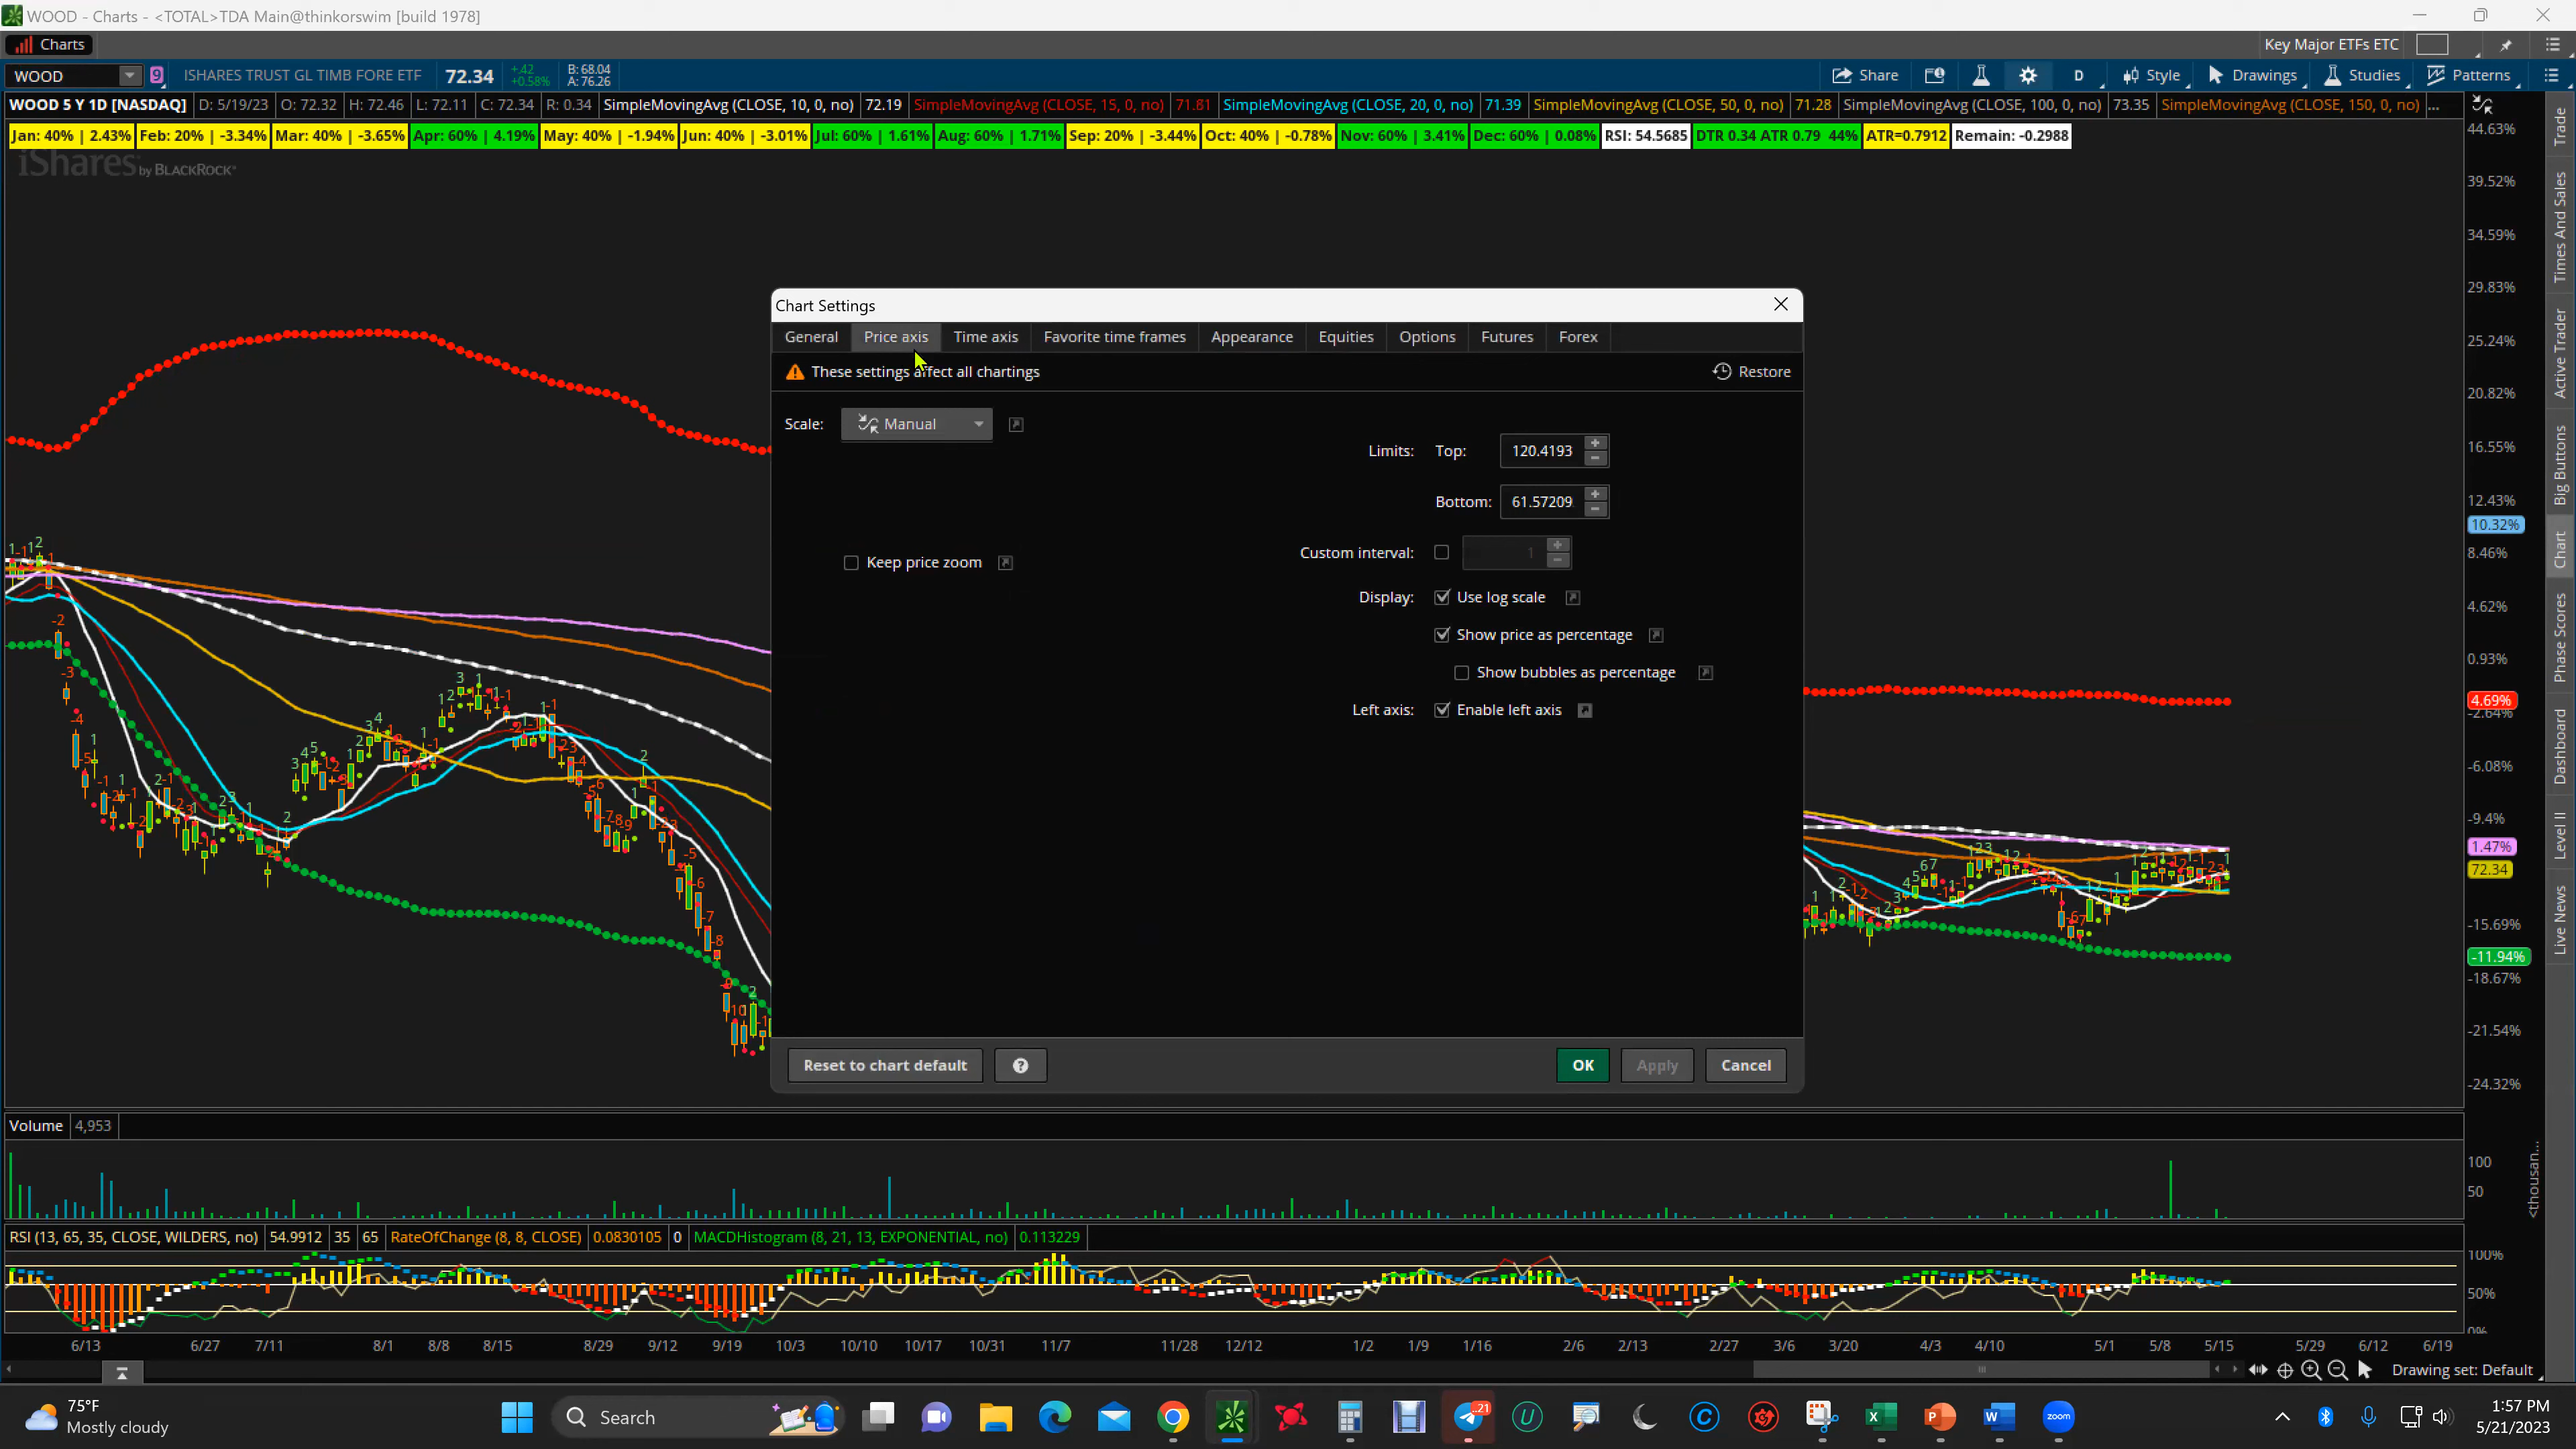 WOOD - Charts - <TOTAL>TDA Main@thinkorswim [build 1978]
Charts Key Major ETFs ETC
WOOD 9 ISHARES TRUST GL TIMB FORE ETF 72.34 +.42 +0.58% B: 68.04 A: 76.26 Share D Style Drawings Studies Patterns
WOOD 5 Y 1D [NASDAQ] D: 5/19/23 O: 72.32 H: 72.46 L: 72.11 C: 72.34 R: 0.34 SimpleMovingAvg (CLOSE, 10, 0, no) 72.19 SimpleMovingAvg (CLOSE, 15, 0, no) 71.81 SimpleMovingAvg (CLOSE, 20, 0, no) 71.39 SimpleMovingAvg (CLOSE, 50, 0, no) 71.28 SimpleMovingAvg (CLOSE, 100, 0, no) 73.35 SimpleMovingAvg (CLOSE, 150, 0, no) ...
Jan: 40% | 2.43% Feb: 20% | -3.34% Mar: 40% | -3.65% Apr: 60% | 4.19% May: 40% | -1.94% Jun: 40% | -3.01% Jul: 60% | 1.61% Aug: 60% | 1.71% Sep: 20% | -3.44% Oct: 40% | -0.78% Nov: 60% | 3.41% Dec: 60% | 0.08% RSI: 54.5685 DTR 0.34 ATR 0.79 44% ATR=0.7912 Remain: -0.2988
iShares by BLACKROCK
Chart Settings
General Price axis Time axis Favorite time frames Appearance Equities Options Futures Forex
These settings affect all chartings Restore
Scale: Manual
Limits: Top: 120.4193
Bottom: 61.57209
Keep price zoom
Custom interval: 1
Display: Use log scale
Show price as percentage
Show bubbles as percentage
Left axis: Enable left axis
Reset to chart default ? OK Apply Cancel
44.63%
39.52%
34.59%
29.83%
25.24%
20.82%
16.55%
12.43%
10.32%
8.46%
4.62%
0.93%
4.69%
-2.64%
-6.08%
-9.4%
1.47%
72.34
-15.69%
-11.94%
-18.67%
-21.54%
-24.32%
Trade
Times And Sales
Active Trader
Big Buttons
Chart
Phase Scores
Dashboard
Level II
Live News
Volume 4,953
100
50
<thousan...
RSI (13, 65, 35, CLOSE, WILDERS, no) 54.9912 35 65 RateOfChange (8, 8, CLOSE) 0.0830105 0 MACDHistogram (8, 21, 13, EXPONENTIAL, no) 0.113229
100%
50%
0%
6/13 6/27 7/11 8/1 8/8 8/15 8/29 9/12 9/19 10/3 10/10 10/17 10/31 11/7 11/28 12/12 1/2 1/9 1/16 2/6 2/13 2/27 3/6 3/20 4/3 4/10 5/1 5/8 5/15 5/29 6/12 6/19
Drawing set: Default
75°F
Mostly cloudy
Search
21
zoom
1:57 PM
5/21/2023